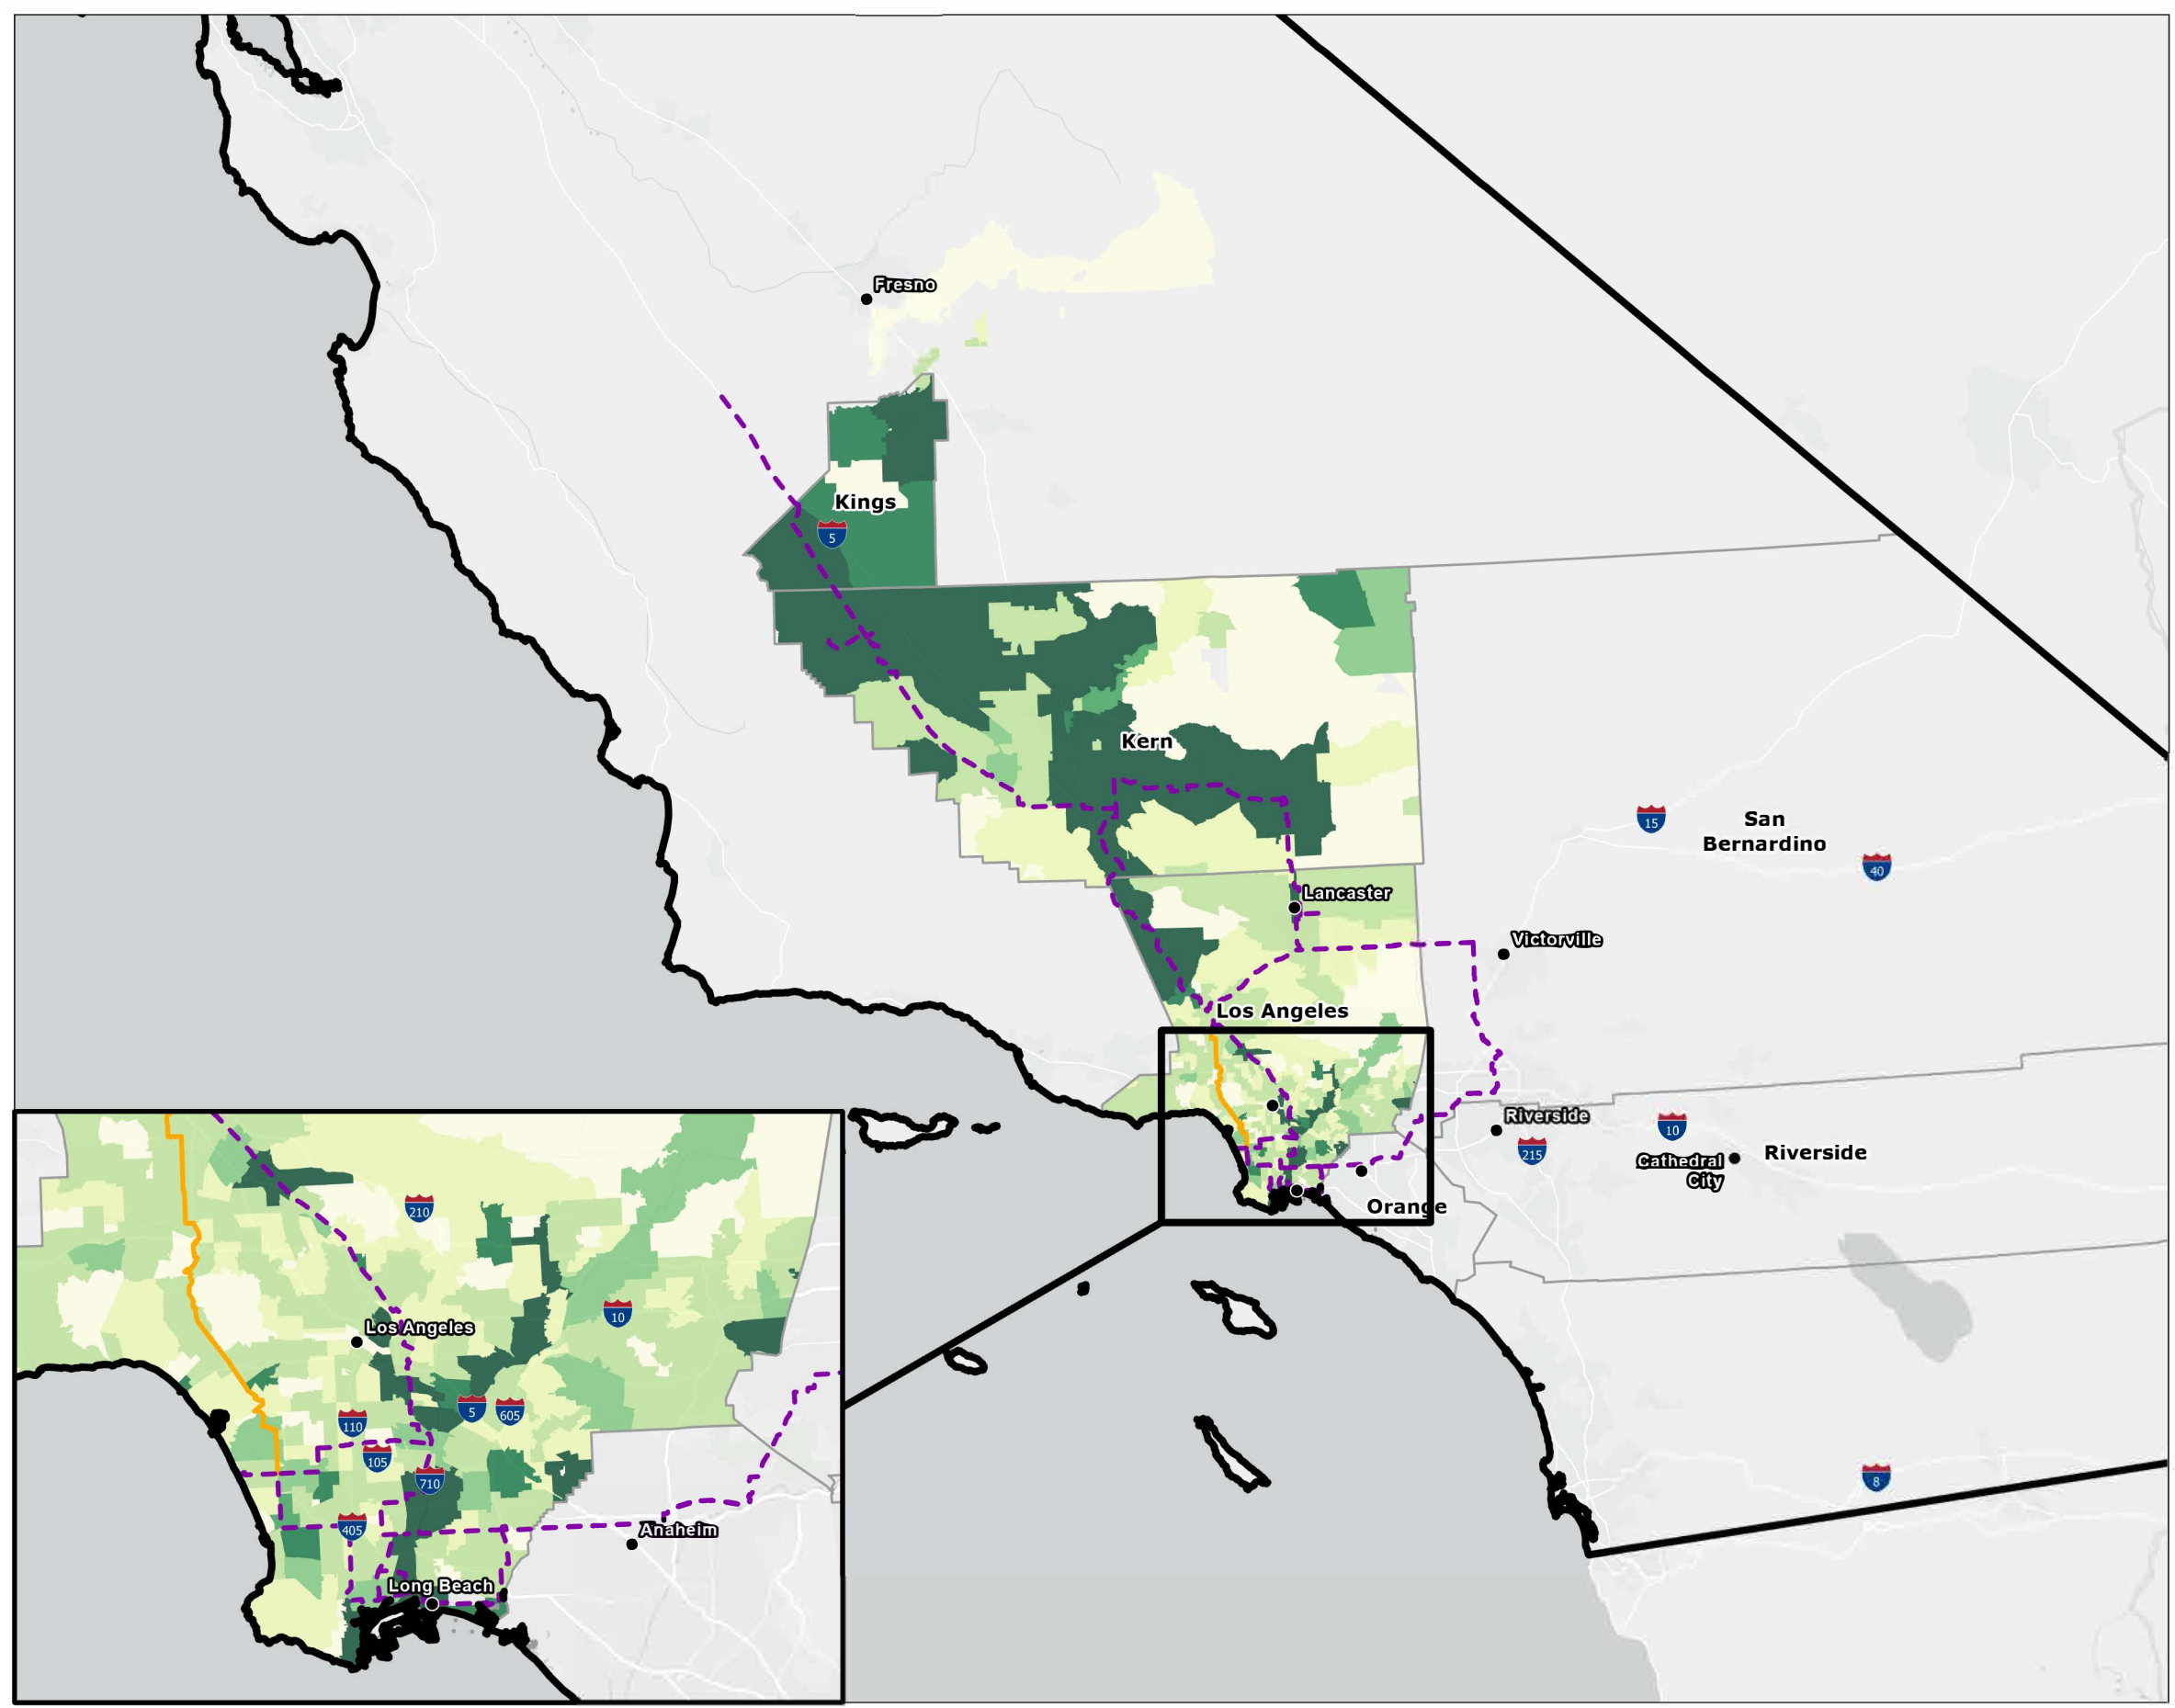 Fresno
Kings
5
Kern
15
San
Bernardino
40
Lancaster
Victorville
Los Angeles
Riverside
10
215
Riverside
Cathedral
City
Orange
210
10
Los Angeles
5
605
110
105
710
8
405
Anaheim
Long Beach